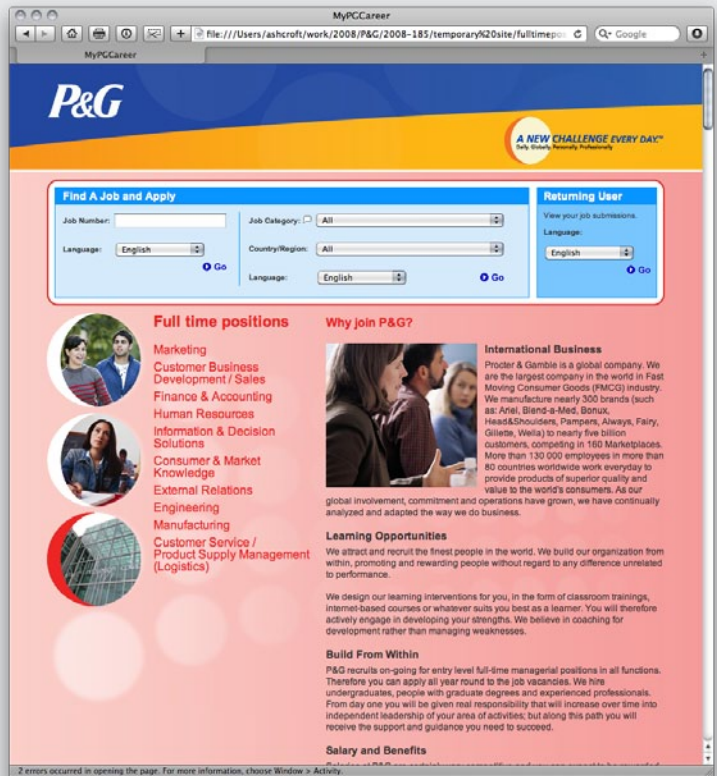 MyPGCareer
file:///Users/ashcroft/work/2008/P&G/2008-185/temporary%20site/fulltimepos
Google
MyPGCareer
P&G
A NEW CHALLENGE EVERY DAY.™
Daily. Globally. Personally. Professionally
Find A Job and Apply
Job Number:
Language: English
Go
Job Category: All
Country/Region: All
Language: English
Go
Returning User
View your job submissions.
Language:
English
Go
Full time positions
Marketing
Customer Business
Development / Sales
Finance & Accounting
Human Resources
Information & Decision
Solutions
Consumer & Market
Knowledge
External Relations
Engineering
Manufacturing
Customer Service /
Product Supply Management
(Logistics)
Why join P&G?
International Business
Procter & Gamble is a global company. We
are the largest company in the world in Fast
Moving Consumer Goods (FMCG) industry.
We manufacture nearly 300 brands (such
as: Ariel, Blend-a-Med, Bonux,
Head&Shoulders, Pampers, Always, Fairy,
Gillette, Wella) to nearly five billion
customers, competing in 160 Marketplaces.
More than 130 000 employees in more than
80 countries worldwide work everyday to
provide products of superior quality and
value to the world's consumers. As our
global involvement, commitment and operations have grown, we have continually
analyzed and adapted the way we do business.
Learning Opportunities
We attract and recruit the finest people in the world. We build our organization from
within, promoting and rewarding people without regard to any difference unrelated
to performance.
We design our learning interventions for you, in the form of classroom trainings,
internet-based courses or whatever suits you best as a learner. You will therefore
actively engage in developing your strengths. We believe in coaching for
development rather than managing weaknesses.
Build From Within
P&G recruits on-going for entry level full-time managerial positions in all functions.
Therefore you can apply all year round to the job vacancies. We hire
undergraduates, people with graduate degrees and experienced professionals.
From day one you will be given real responsibility that will increase over time into
independent leadership of your area of activities; but along this path you will
receive the support and guidance you need to succeed.
Salary and Benefits
2 errors occurred in opening the page. For more information, choose Window > Activity.